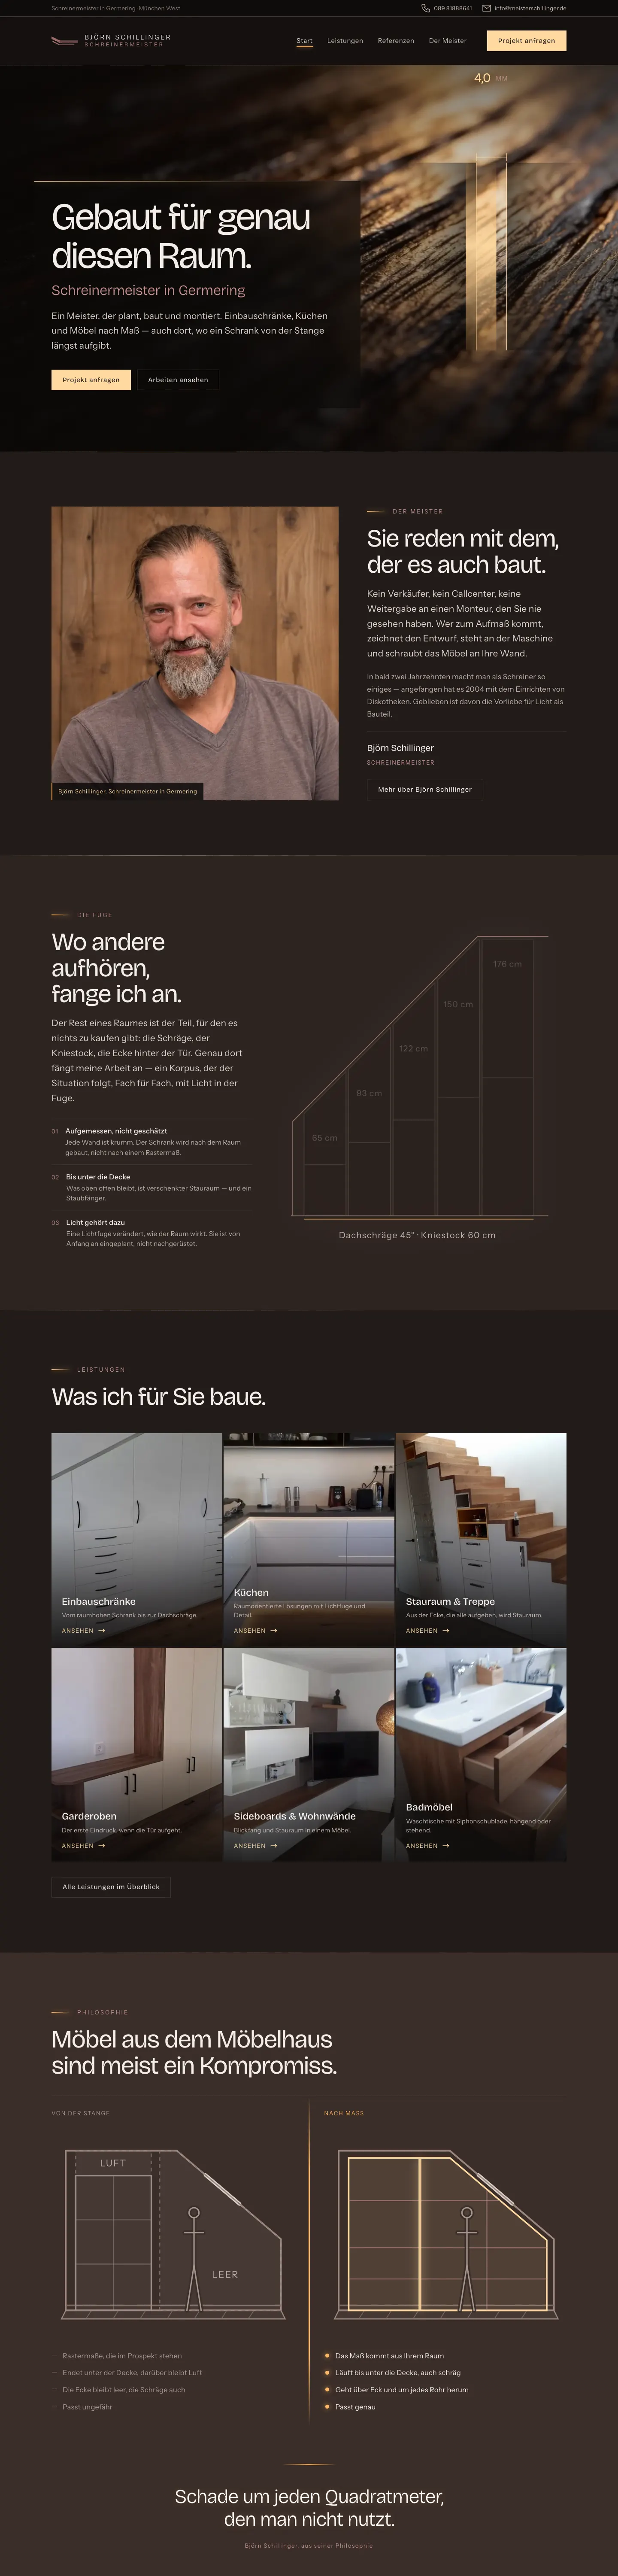 Schreinermeister in Germering · München West
089 81888641
info@meisterschillinger.de
BJÖRN SCHILLINGER
SCHREINERMEISTER
Start
Leistungen
Referenzen
Der Meister
Projekt anfragen
4,0 MM
Gebaut für genau
diesen Raum.
Schreinermeister in Germering
Ein Meister, der plant, baut und montiert. Einbauschränke, Küchen
und Möbel nach Maß — auch dort, wo ein Schrank von der Stange
längst aufgibt.
Projekt anfragen
Arbeiten ansehen
Björn Schillinger, Schreinermeister in Germering
DER MEISTER
Sie reden mit dem,
der es auch baut.
Kein Verkäufer, kein Callcenter, keine
Weitergabe an einen Monteur, den Sie nie
gesehen haben. Wer zum Aufmaß kommt,
zeichnet den Entwurf, steht an der Maschine
und schraubt das Möbel an Ihre Wand.
In bald zwei Jahrzehnten macht man als Schreiner so
einiges — angefangen hat es 2004 mit dem Einrichten von
Diskotheken. Geblieben ist davon die Vorliebe für Licht als
Bauteil.
Björn Schillinger
SCHREINERMEISTER
Mehr über Björn Schillinger
DIE FUGE
Wo andere
aufhören,
fange ich an.
Der Rest eines Raumes ist der Teil, für den es
nichts zu kaufen gibt: die Schräge, der
Kniestock, die Ecke hinter der Tür. Genau dort
fängt meine Arbeit an — ein Korpus, der der
Situation folgt, Fach für Fach, mit Licht in der
Fuge.
01 Aufgemessen, nicht geschätzt
Jede Wand ist krumm. Der Schrank wird nach dem Raum
gebaut, nicht nach einem Rastermaß.
02 Bis unter die Decke
Was oben offen bleibt, ist verschenkter Stauraum — und ein
Staubfänger.
03 Licht gehört dazu
Eine Lichtfuge verändert, wie der Raum wirkt. Sie ist von
Anfang an eingeplant, nicht nachgerüstet.
65 cm
93 cm
122 cm
150 cm
176 cm
Dachschräge 45° · Kniestock 60 cm
LEISTUNGEN
Was ich für Sie baue.
Einbauschränke
Vom raumhohen Schrank bis zur Dachschräge.
ANSEHEN →
Küchen
Raumorientierte Lösungen mit Lichtfuge und
Detail.
ANSEHEN →
Stauraum & Treppe
Aus der Ecke, die alle aufgeben, wird Stauraum.
ANSEHEN →
Garderoben
Der erste Eindruck, wenn die Tür aufgeht.
ANSEHEN →
Sideboards & Wohnwände
Blickfang und Stauraum in einem Möbel.
ANSEHEN →
Badmöbel
Waschtische mit Siphonschublade, hängend oder
stehend.
ANSEHEN →
Alle Leistungen im Überblick
PHILOSOPHIE
Möbel aus dem Möbelhaus
sind meist ein Kompromiss.
VON DER STANGE
LUFT
LEER
— Rastermaße, die im Prospekt stehen
— Endet unter der Decke, darüber bleibt Luft
— Die Ecke bleibt leer, die Schräge auch
— Passt ungefähr
NACH MASS
Das Maß kommt aus Ihrem Raum
Läuft bis unter die Decke, auch schräg
Geht über Eck und um jedes Rohr herum
Passt genau
Schade um jeden Quadratmeter,
den man nicht nutzt.
Björn Schillinger, aus seiner Philosophie